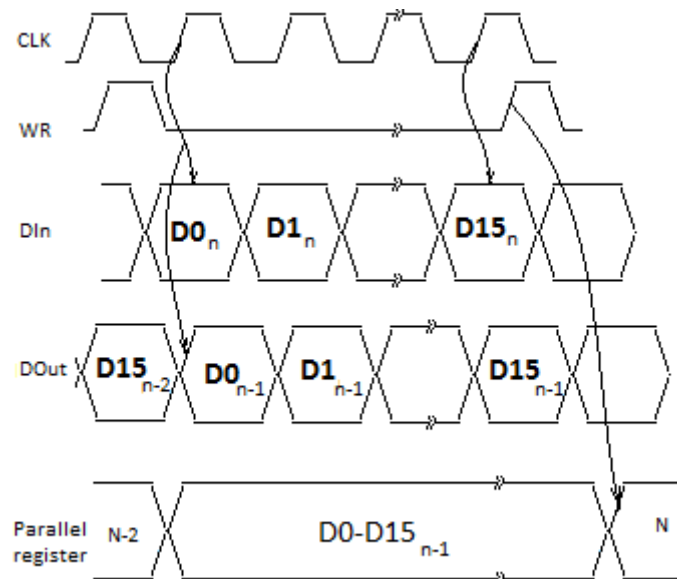 CLK
WR
DIn D0n D1n D15n
DOut D15n-2 D0n-1 D1n-1 D15n-1
Parallel register N-2 D0-D15n-1 N